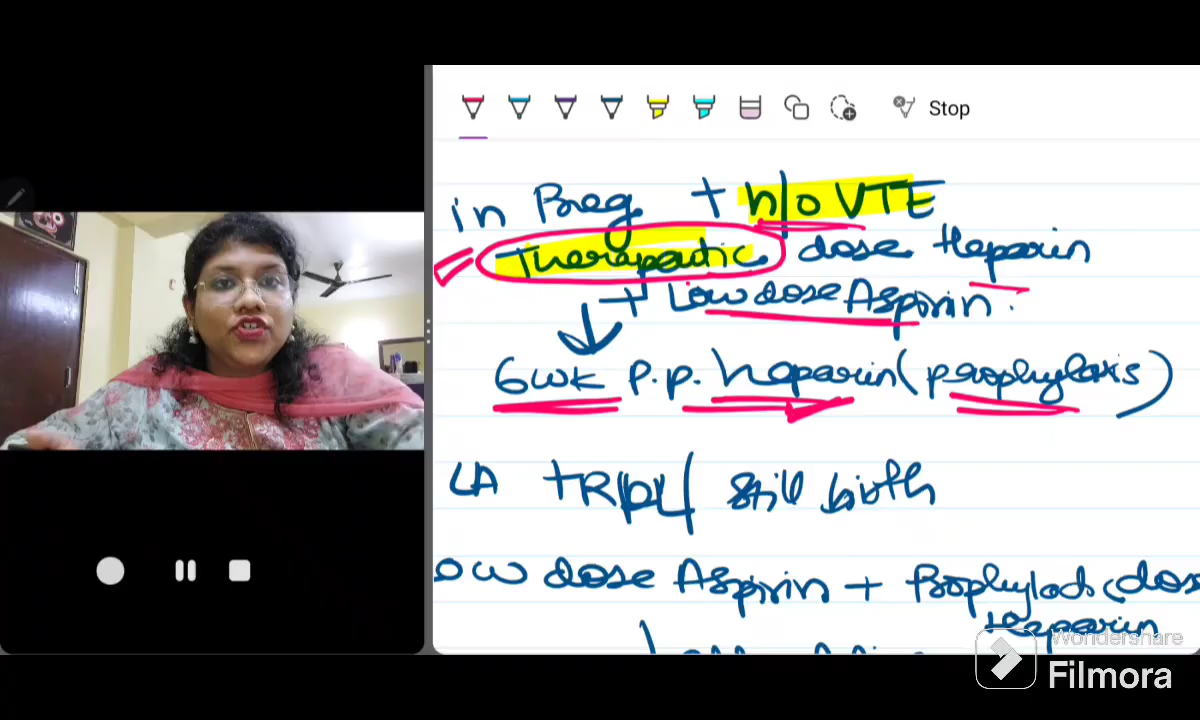 Stop
in Preg + h/o VTE
Therapeutic dose Heparin
+ Low dose Aspirin.
6wk p.p. heparin (prophylaxis)
LA + RPL / Still birth
ow dose Aspirin + Prophylactic dose
Heparin
Wondershare
Filmora